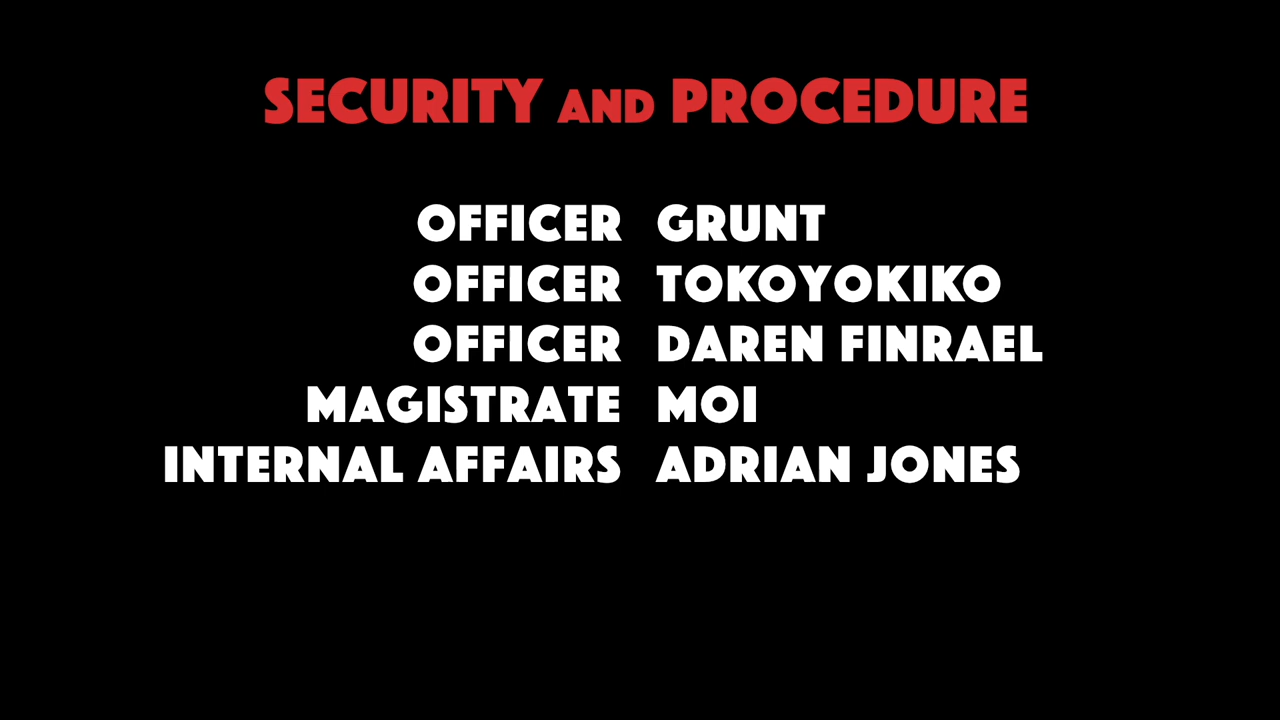 SECURITY AND PROCEDURE
OFFICER GRUNT
OFFICER TOKOYOKIKO
OFFICER DAREN FINRAEL
MAGISTRATE MOI
INTERNAL AFFAIRS ADRIAN JONES